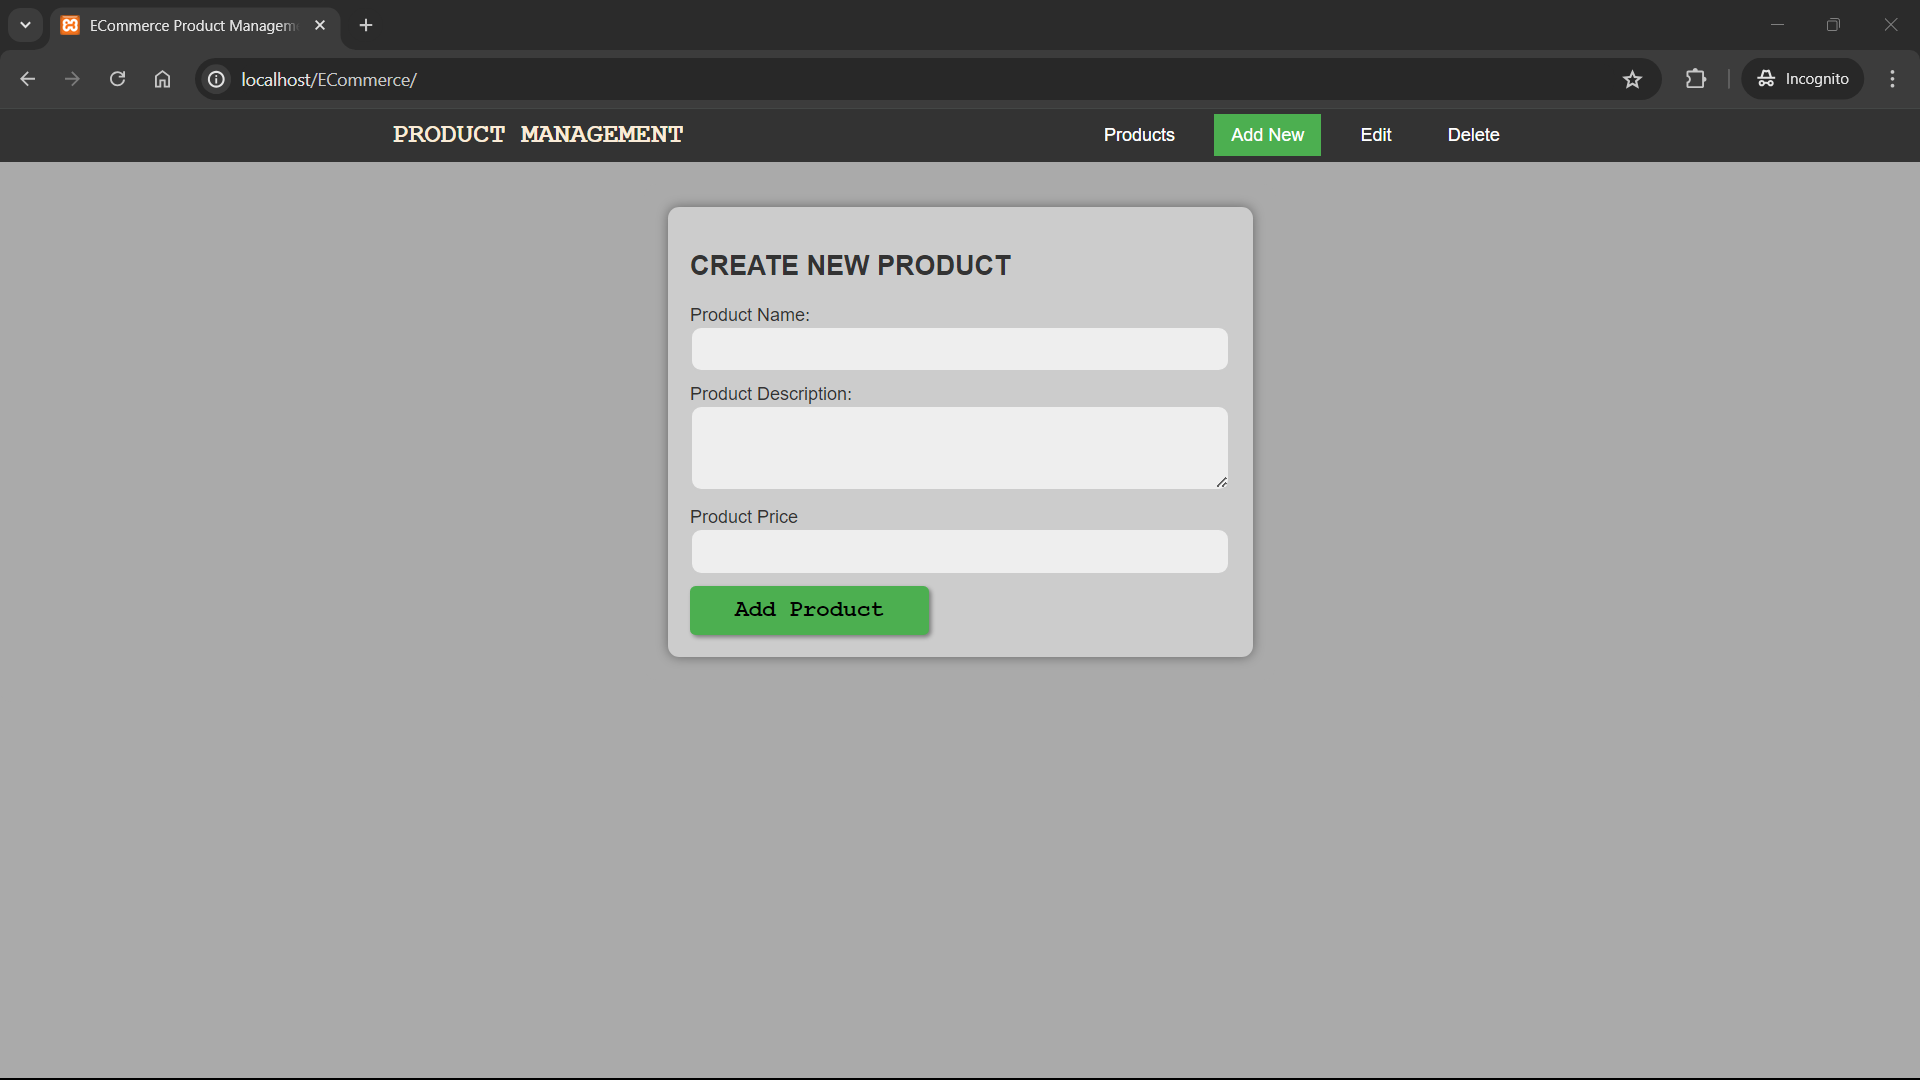 ECommerce Product Managem
localhost/ECommerce/
Incognito
PRODUCT MANAGEMENT
Products
Add New
Edit
Delete
CREATE NEW PRODUCT
Product Name:
Product Description:
Product Price
Add Product